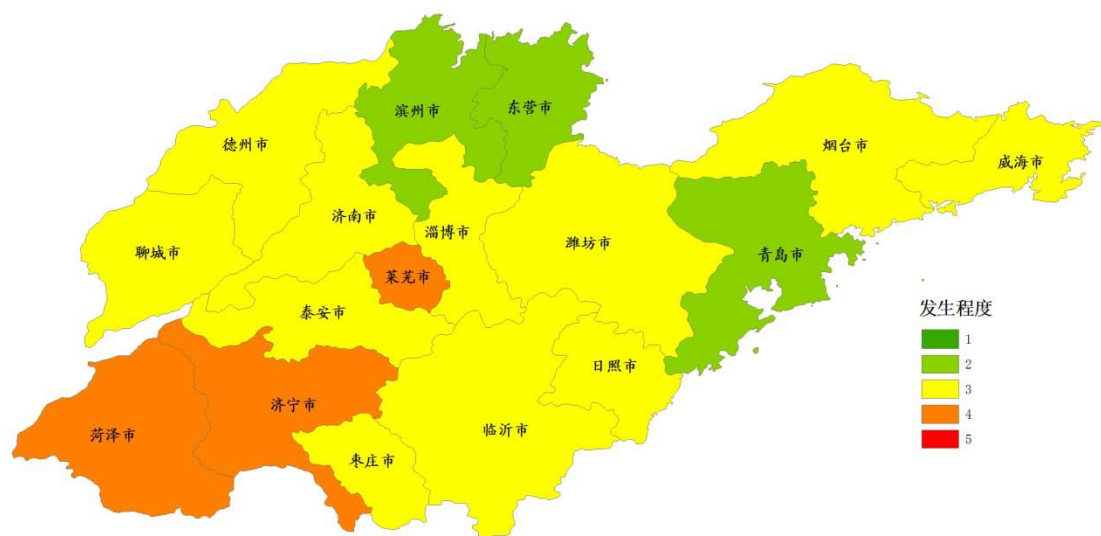 滨州市
东营市
德州市
烟台市
威海市
济南市
淄博市
潍坊市
聊城市
青岛市
莱芜市
泰安市
发生程度
1
2
3
4
5
日照市
济宁市
菏泽市
临沂市
枣庄市